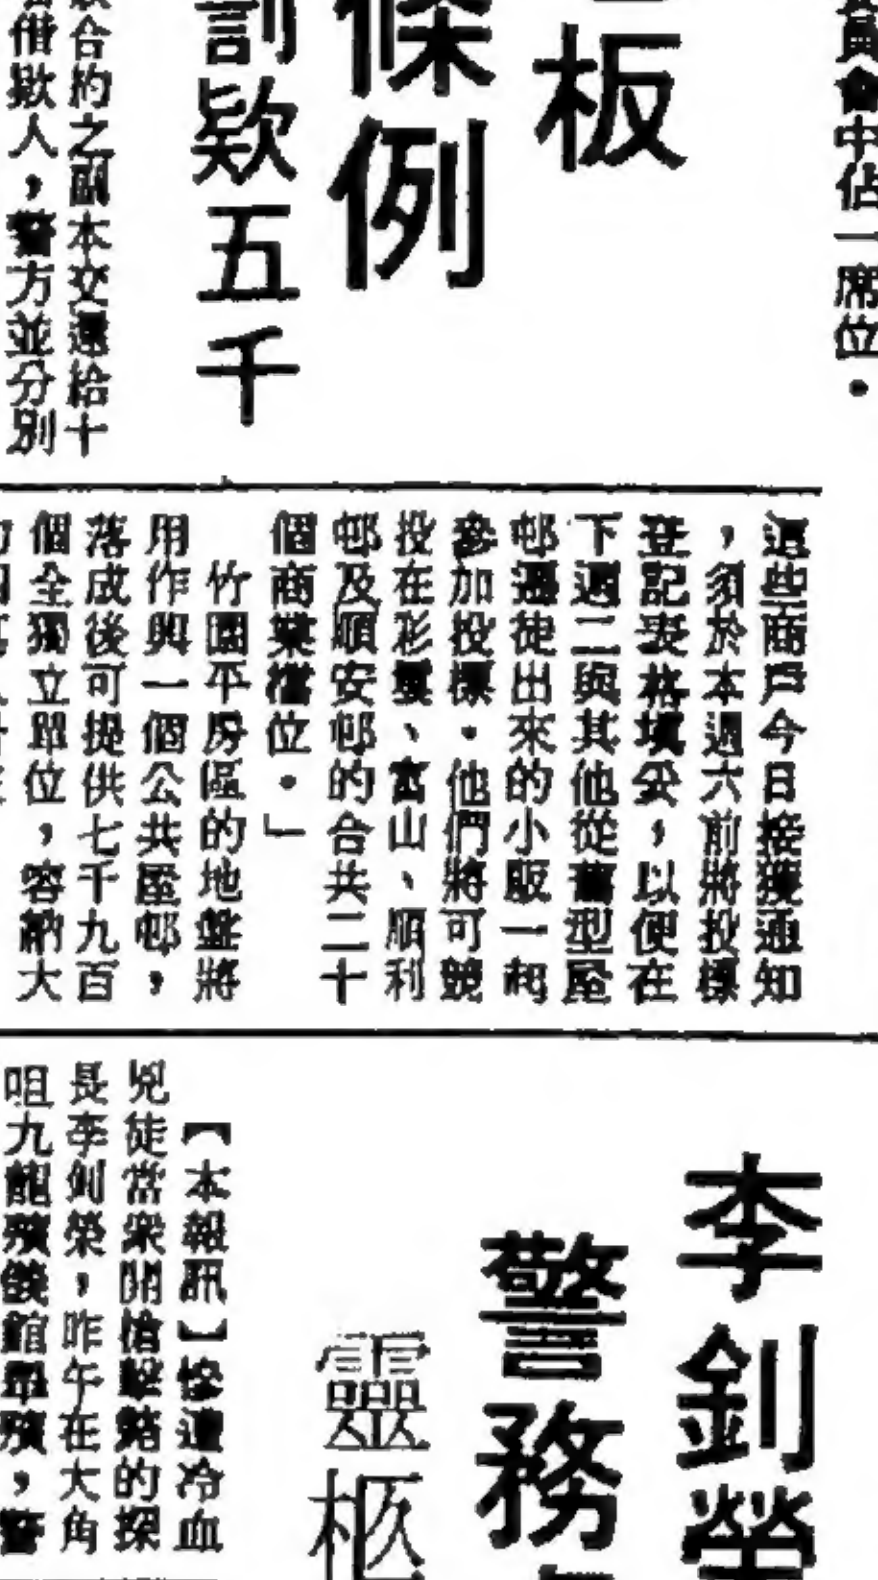 員會中佔一席位。
板
條例
罰欵五千
合約之副本交還給十
借欵人，警方並分別
這些商戶今日接獲通知
，須於本週六前將投標
登記表格填妥，以便在
下週二與其他從舊型屋
邨遷徙出來的小販一起
參加投標。他們將可競
投在彩雲、富山、順利
邨及順安邨的合共二十
個商業檔位。」
竹園平房區的地盤將
用作興一個公共屋邨，
落成後可提供七千九百
個全獨立單位，容納大
李釗榮
警務
靈柩
【本報訊】慘遭冷血
兇徒當衆開槍擊斃的探
長李釗榮，昨午在大角
咀九龍殯儀館舉殯，警